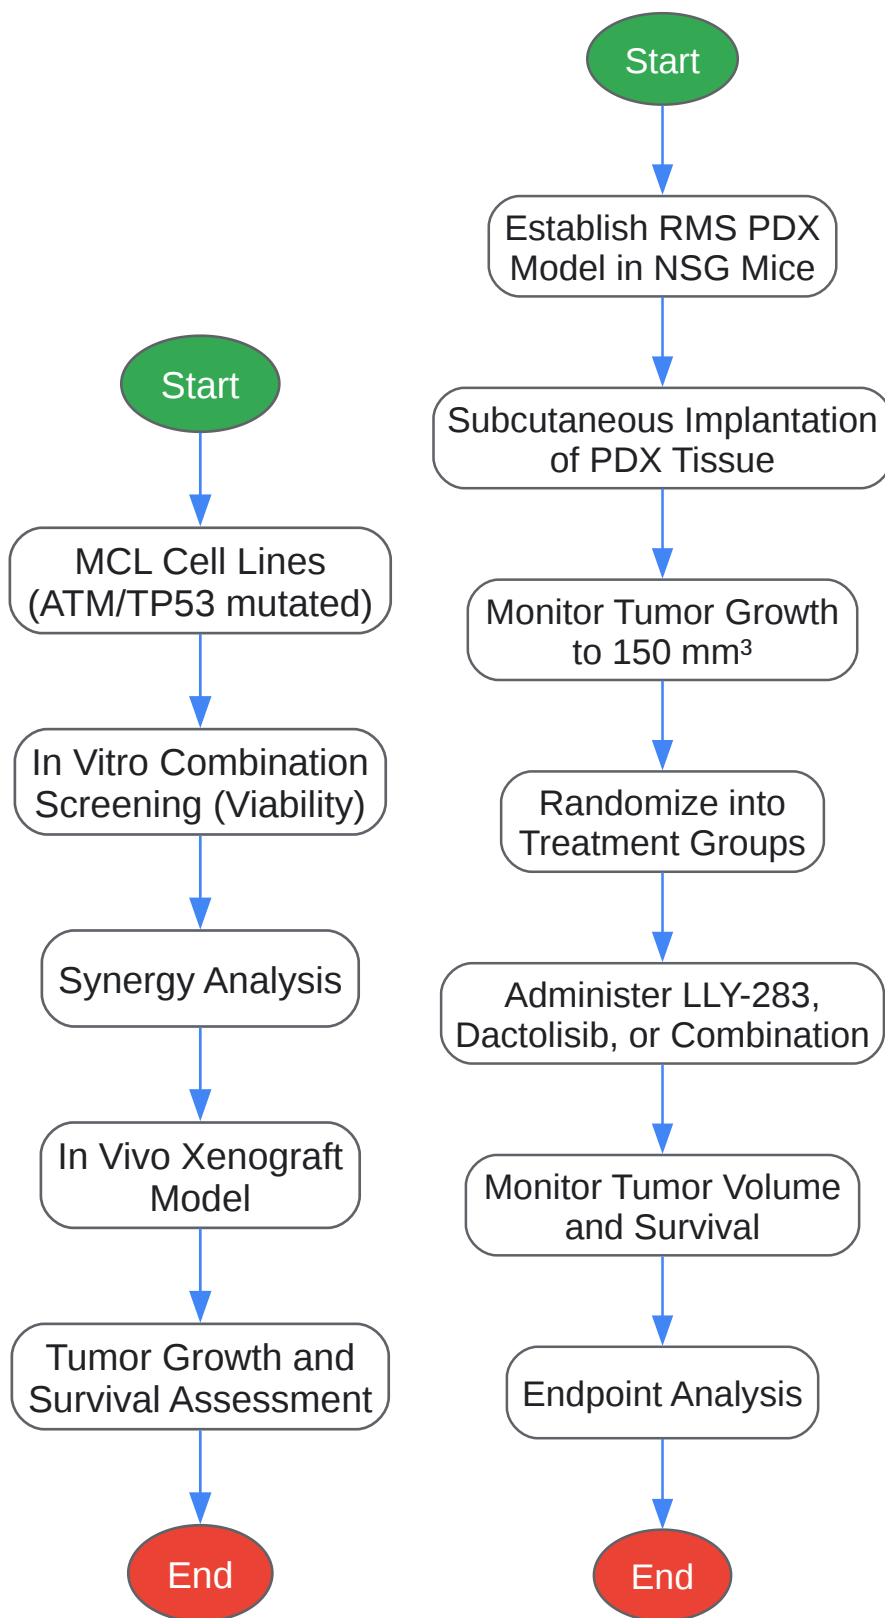 Start
MCL Cell Lines
(ATM/TP53 mutated)
In Vitro Combination
Screening (Viability)
Synergy Analysis
In Vivo Xenograft
Model
Tumor Growth and
Survival Assessment
End
Start
Establish RMS PDX
Model in NSG Mice
Subcutaneous Implantation
of PDX Tissue
Monitor Tumor Growth
to 150 mm³
Randomize into
Treatment Groups
Administer LLY-283,
Dactolisib, or Combination
Monitor Tumor Volume
and Survival
Endpoint Analysis
End